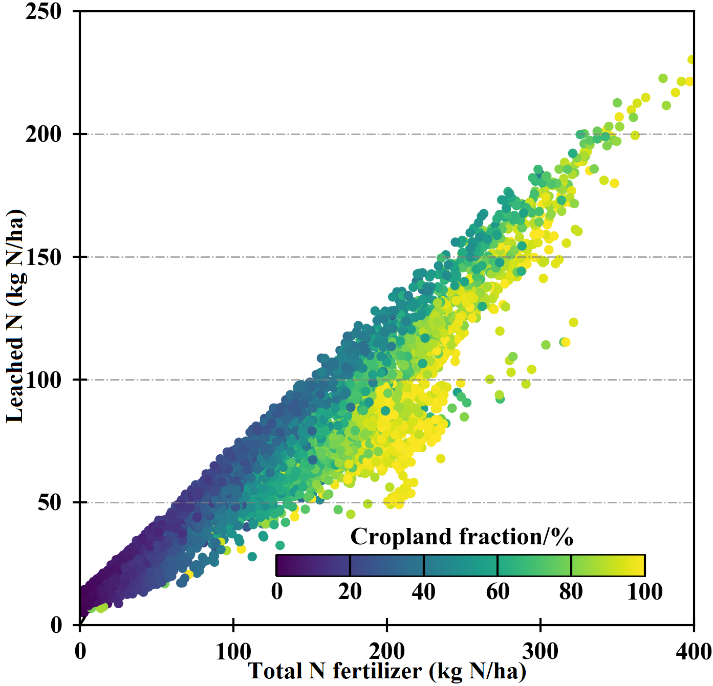 250
200
150
100
50
0
Leached N (kg N/ha)
Cropland fraction/%
0 20 40 60 80 100
0 100 200 300 400
Total N fertilizer (kg N/ha)